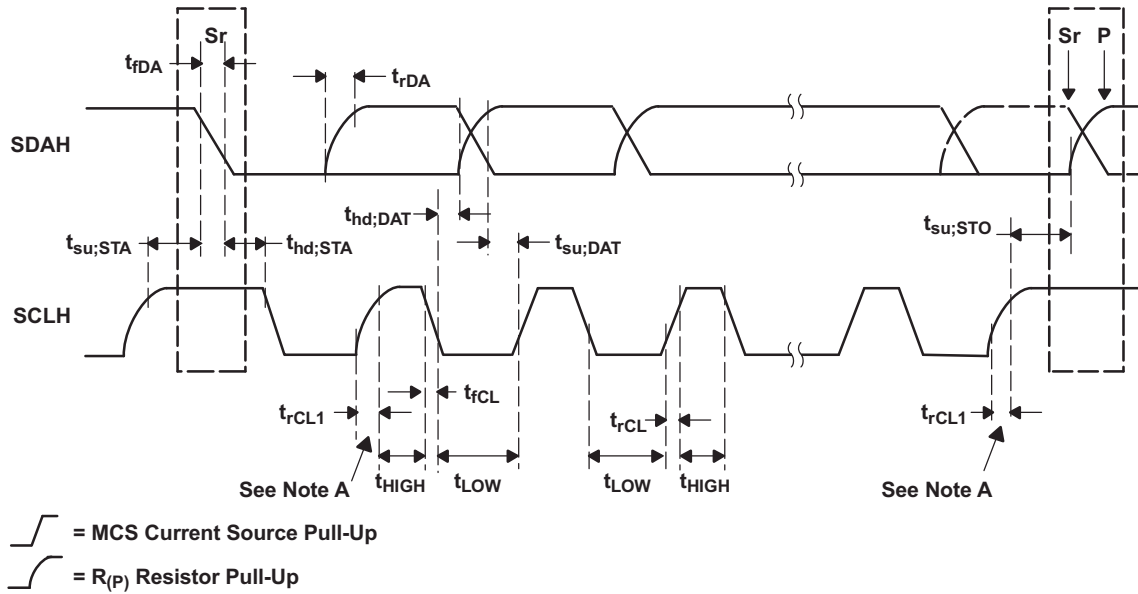 Sr
Sr P
tfDA
trDA
SDAH
thd;DAT
tsu;STA
thd;STA
tsu;DAT
tsu;STO
SCLH
tfCL
trCL1
trCL
trCL1
tHIGH
tLOW
tLOW
tHIGH
See Note A
See Note A
= MCS Current Source Pull-Up
= R(P) Resistor Pull-Up